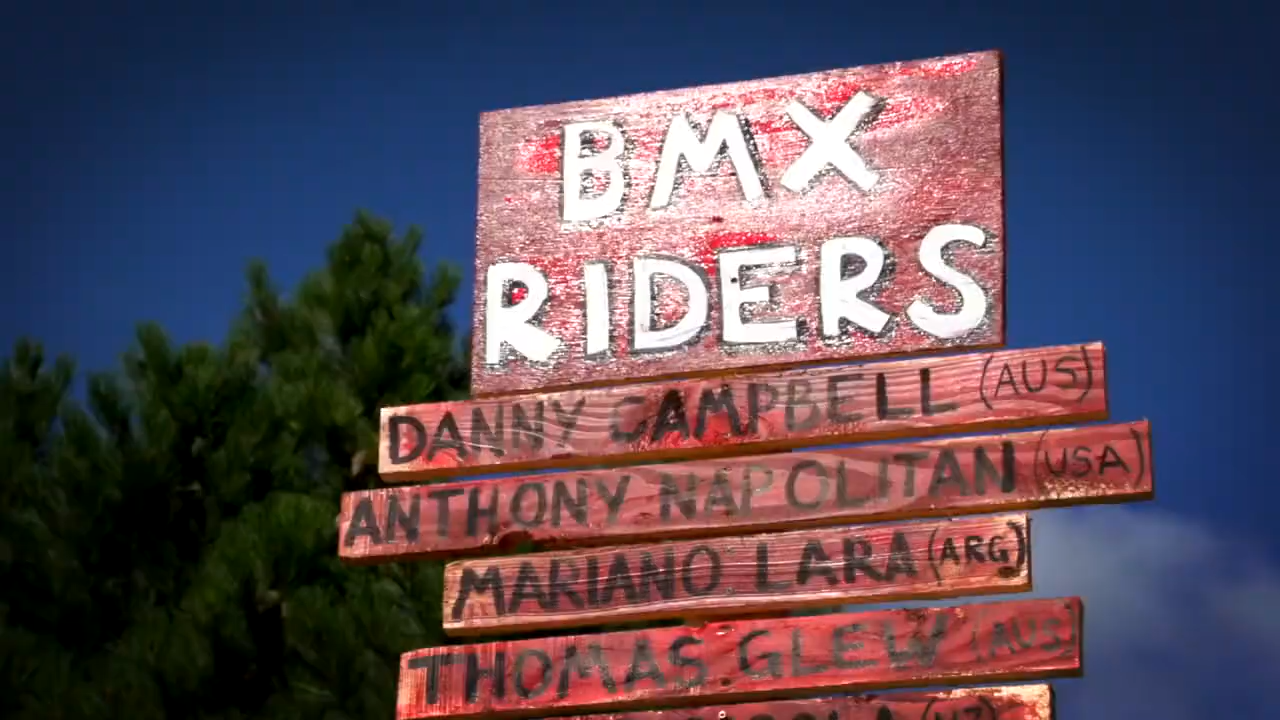 BMX
RIDERS
DANNY CAMPBELL (AUS)
ANTHONY NAPOLITAN (USA)
MARIANO LARA (ARG)
THOMAS GLEW (AUS)